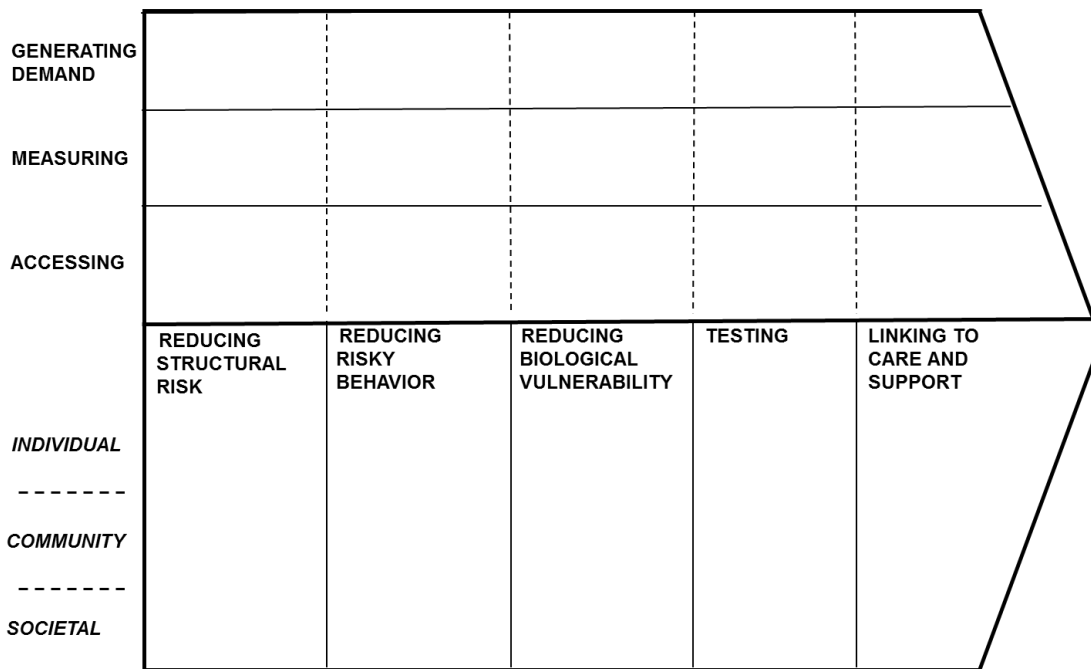 GENERATING
DEMAND
MEASURING
ACCESSING
REDUCING
STRUCTURAL
RISK
REDUCING
RISKY
BEHAVIOR
REDUCING
BIOLOGICAL
VULNERABILITY
TESTING
LINKING TO
CARE AND
SUPPORT
INDIVIDUAL
COMMUNITY
SOCIETAL